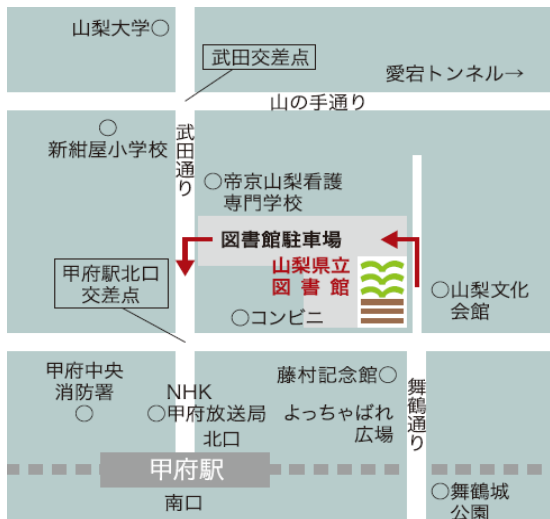 山梨大学○
武田交差点
愛宕トンネル→
山の手通り
○
新紺屋小学校
武田通り
○帝京山梨看護
専門学校
図書館駐車場
山梨県立
図書館
甲府駅北口
交差点
○山梨文化
会館
○コンビニ
甲府中央
消防署
○
NHK
○甲府放送局
北口
藤村記念館○
よっちゃばれ
広場
舞鶴通り
甲府駅
南口
○舞鶴城
公園